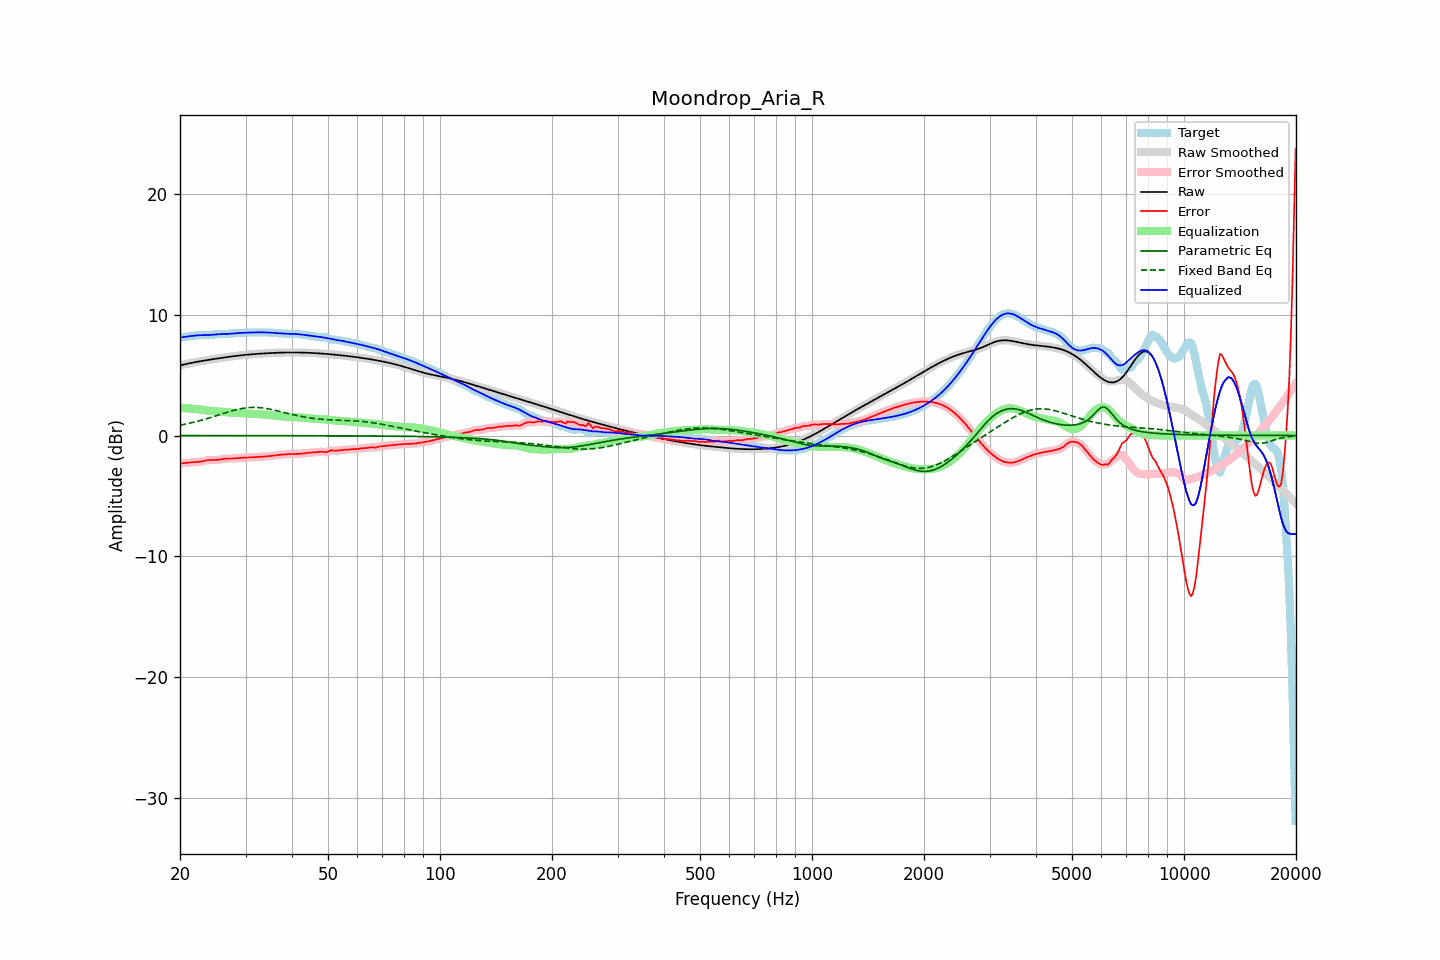 Moondrop_Aria_R
Target
Raw Smoothed
Error Smoothed
Raw
Error
Equalization
Parametric Eq
Fixed Band Eq
Equalized
Amplitude (dBr)
20
10
0
−10
−20
−30
20 50 100 200 500 1000 2000 5000 10000 20000
Frequency (Hz)